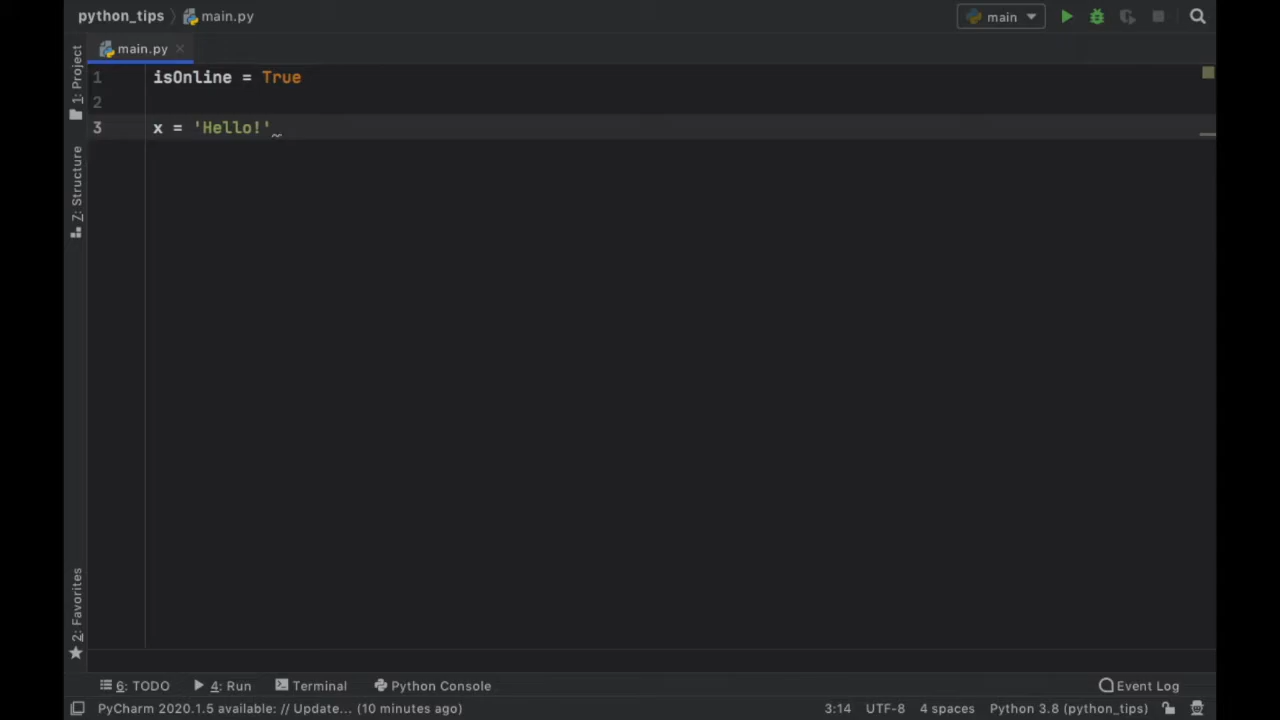 python_tips 〉 main.py
main
main.py ×
1: Project
7: Structure
2: Favorites
1 isOnline = True
2
3 x = 'Hello!'
6: TODO 4: Run Terminal Python Console Event Log
PyCharm 2020.1.5 available: // Update... (10 minutes ago) 3:14 UTF-8 4 spaces Python 3.8 (python_tips)